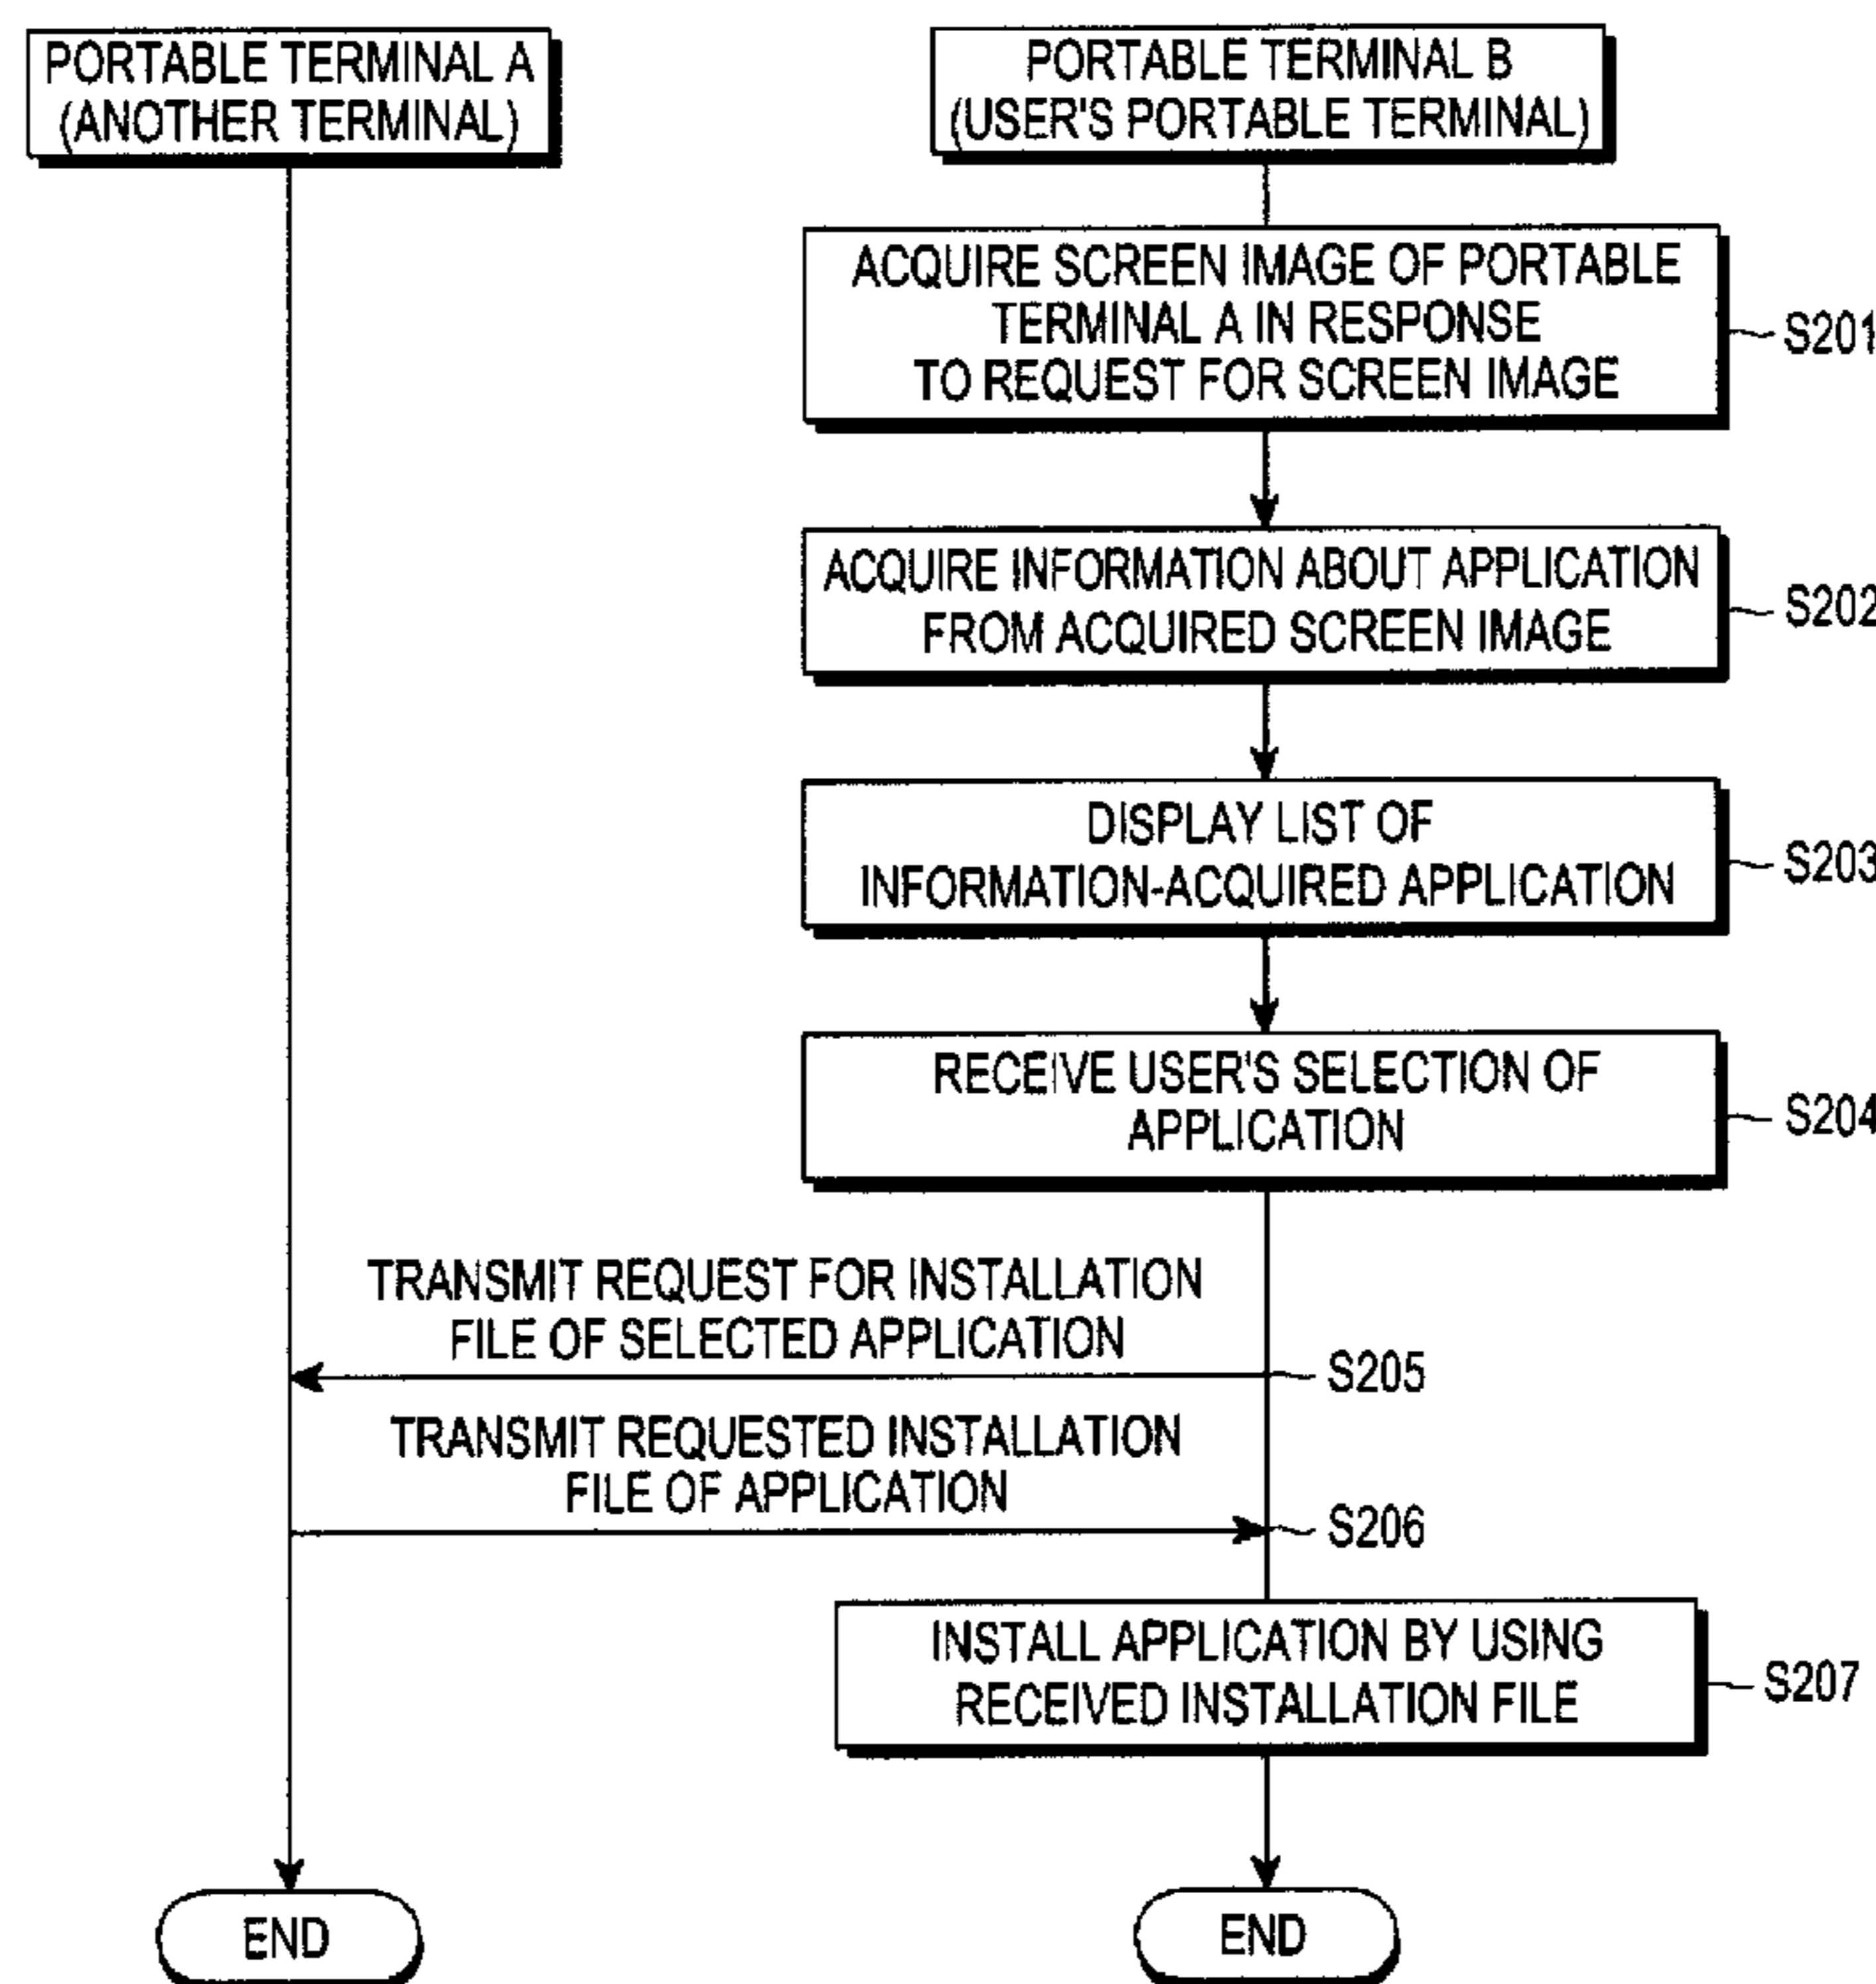 PORTABLE TERMINAL A
(ANOTHER TERMINAL)
PORTABLE TERMINAL B
(USER'S PORTABLE TERMINAL)
ACQUIRE SCREEN IMAGE OF PORTABLE
TERMINAL A IN RESPONSE
TO REQUEST FOR SCREEN IMAGE
S201
ACQUIRE INFORMATION ABOUT APPLICATION
FROM ACQUIRED SCREEN IMAGE
S202
DISPLAY LIST OF
INFORMATION-ACQUIRED APPLICATION
S203
RECEIVE USER'S SELECTION OF
APPLICATION
S204
TRANSMIT REQUEST FOR INSTALLATION
FILE OF SELECTED APPLICATION
S205
TRANSMIT REQUESTED INSTALLATION
FILE OF APPLICATION
S206
INSTALL APPLICATION BY USING
RECEIVED INSTALLATION FILE
S207
END
END